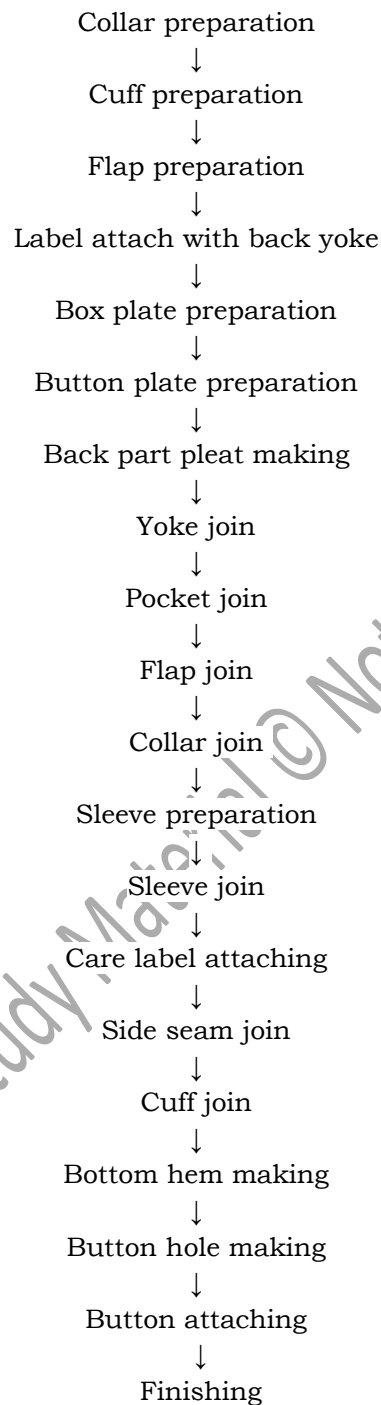 Collar preparation
↓
Cuff preparation
↓
Flap preparation
↓
Label attach with back yoke
↓
Box plate preparation
↓
Button plate preparation
↓
Back part pleat making
↓
Yoke join
↓
Pocket join
↓
Flap join
↓
Collar join
↓
Sleeve preparation
↓
Sleeve join
↓
Care label attaching
↓
Side seam join
↓
Cuff join
↓
Bottom hem making
↓
Button hole making
↓
Button attaching
↓
Finishing
Material ©